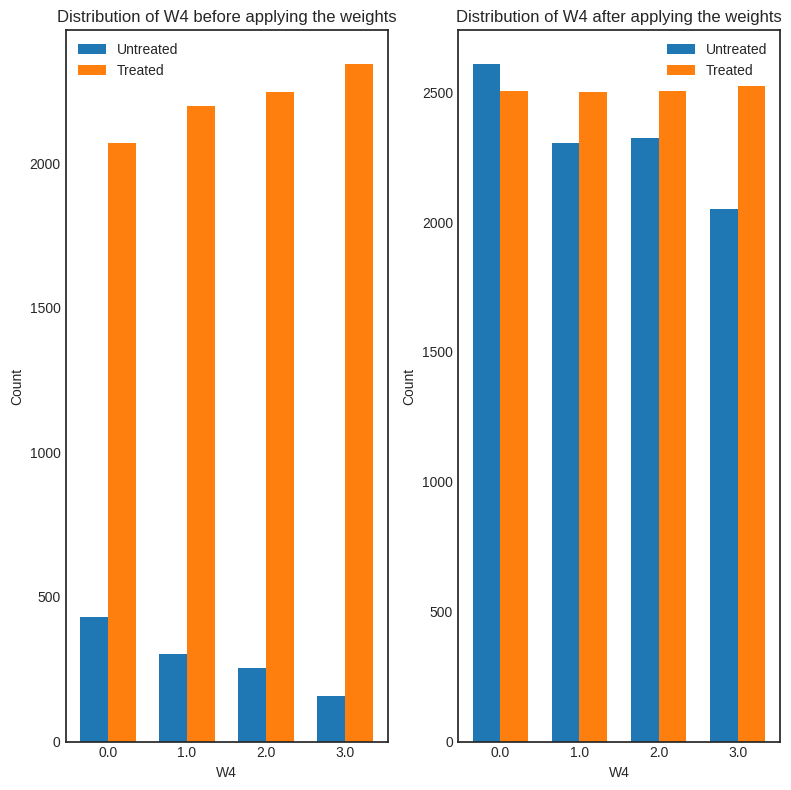 Distribution of W4 before applying the weights
Untreated
Treated
2000
1500
1000
500
0
Count
0.0 1.0 2.0 3.0
W4
Distribution of W4 after applying the weights
Untreated
Treated
2500
2000
1500
1000
500
0
Count
0.0 1.0 2.0 3.0
W4